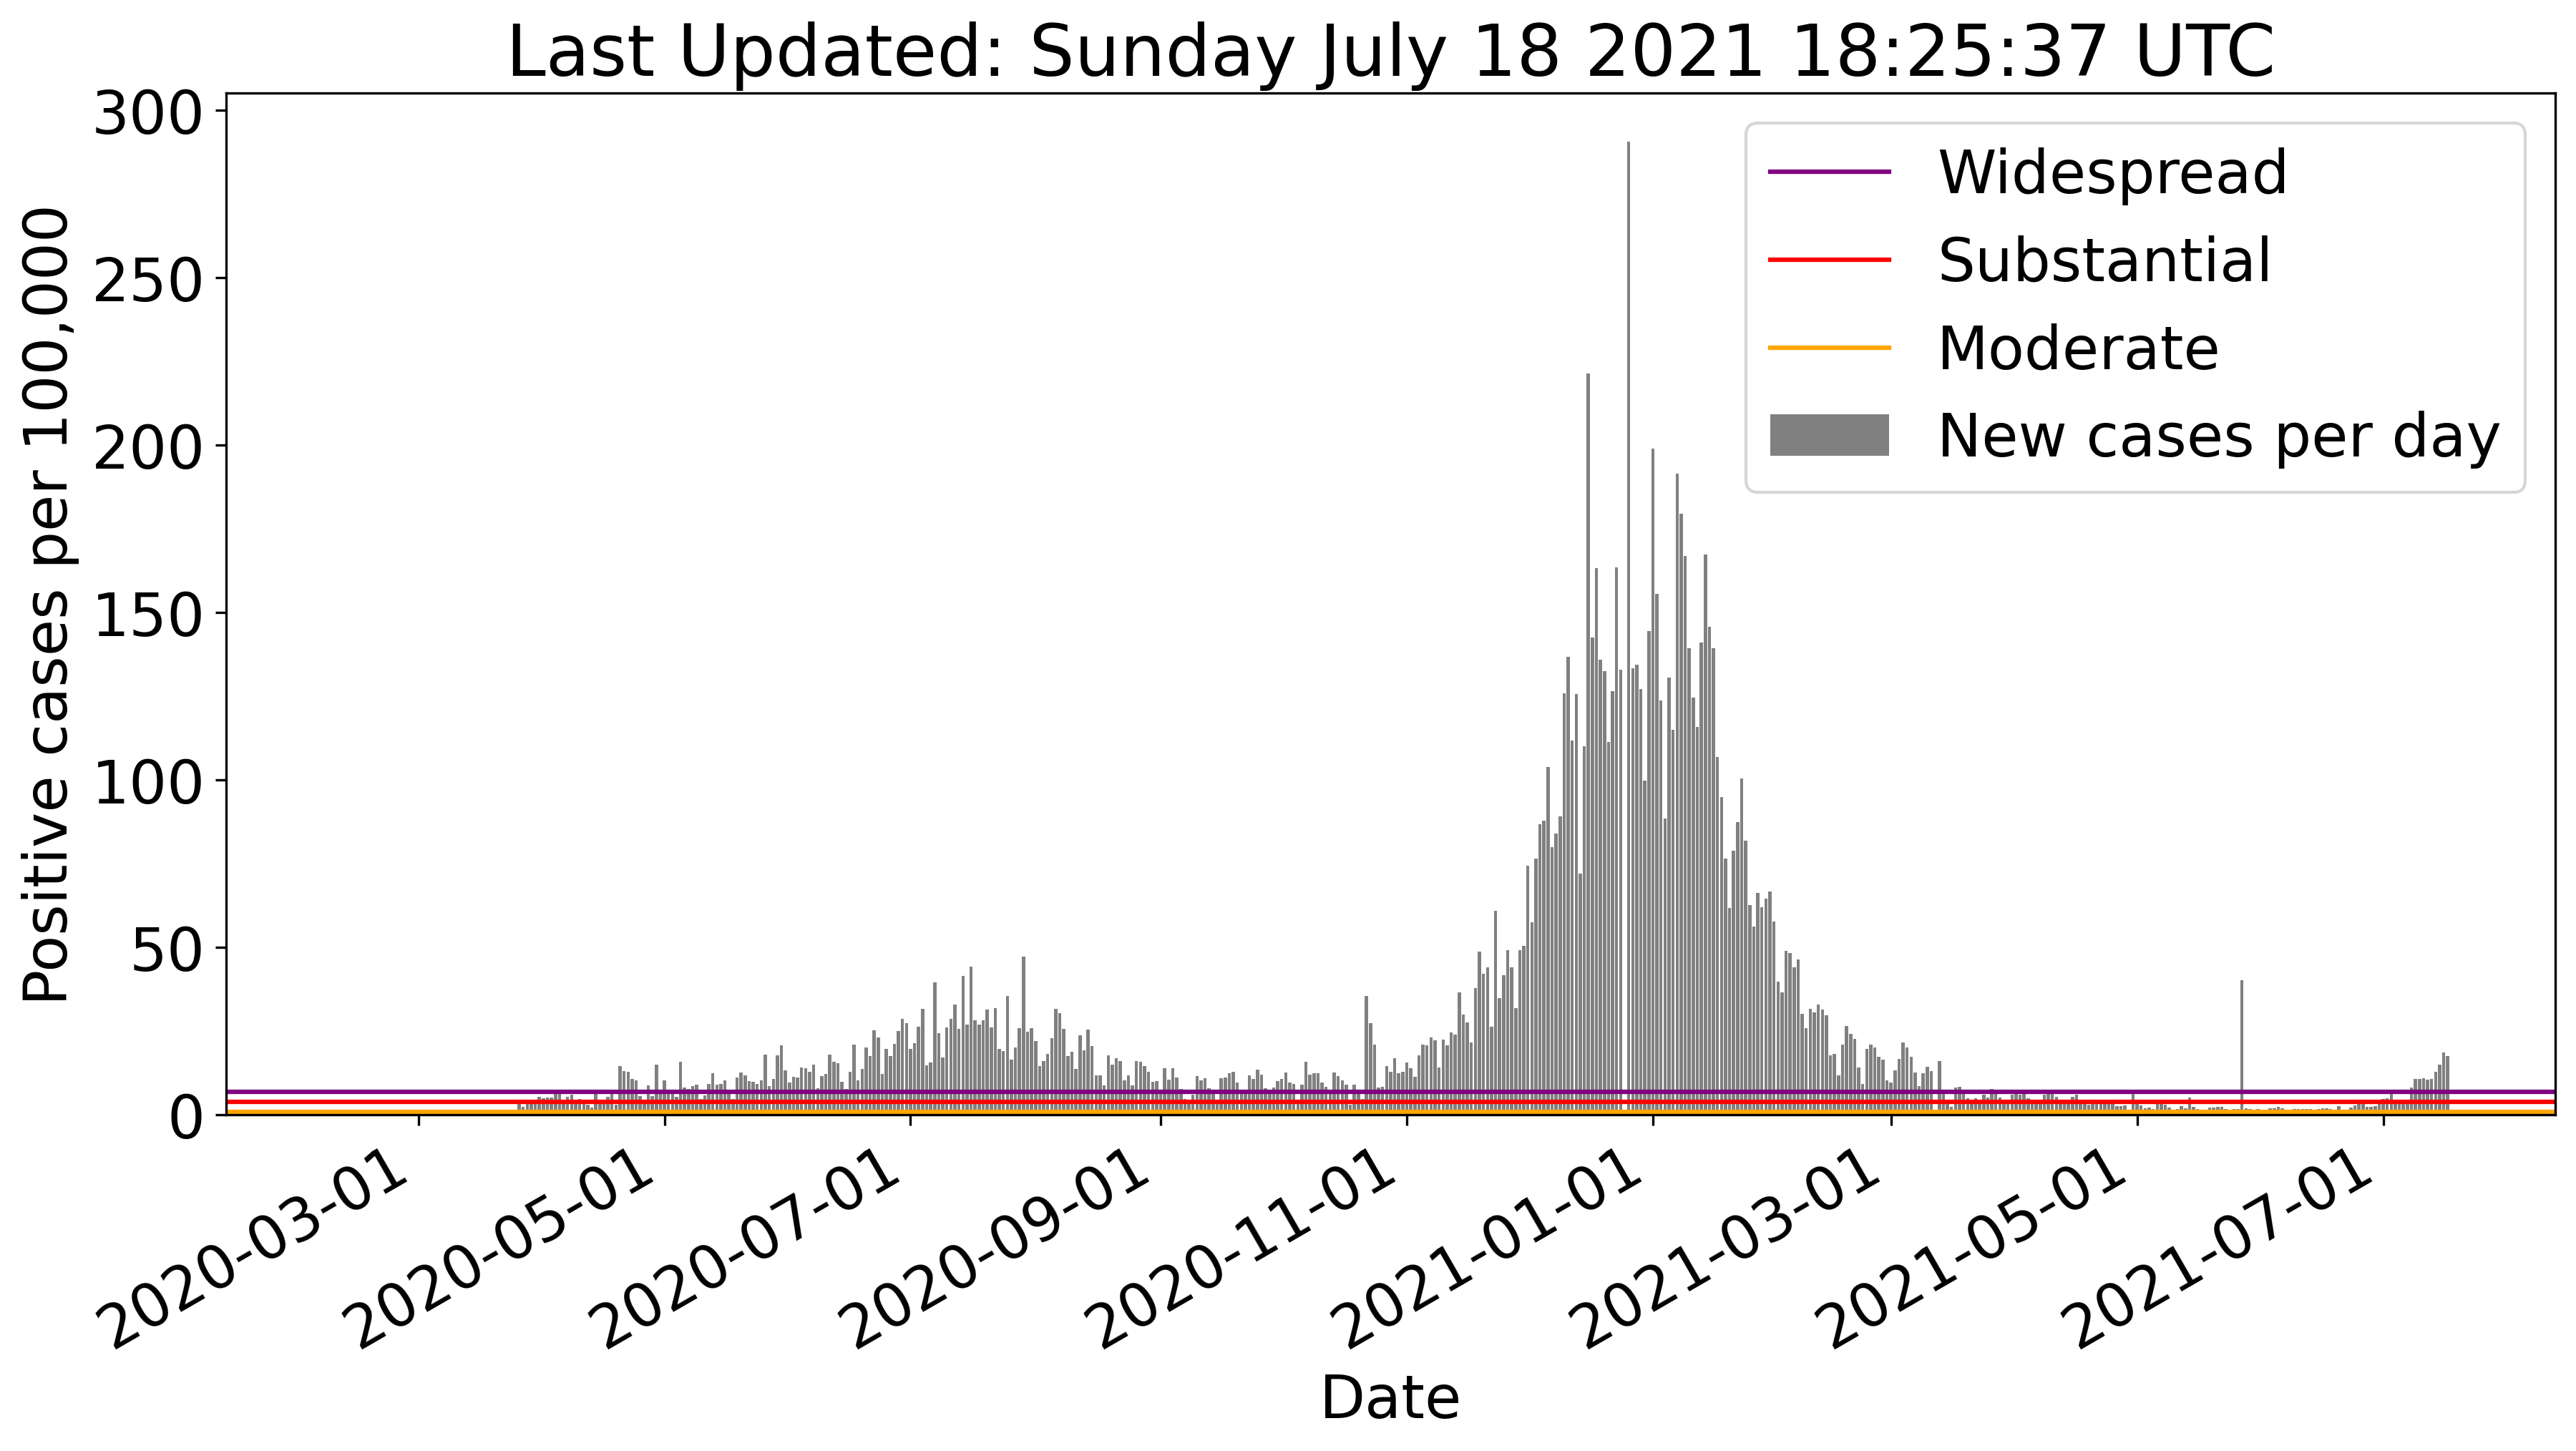 Last Updated: Sunday July 18 2021 18:25:37 UTC
Positive cases per 100,000
300
250
200
150
100
50
0
Widespread
Substantial
Moderate
New cases per day
2020-03-01
2020-05-01
2020-07-01
2020-09-01
2020-11-01
2021-01-01
2021-03-01
2021-05-01
2021-07-01
Date